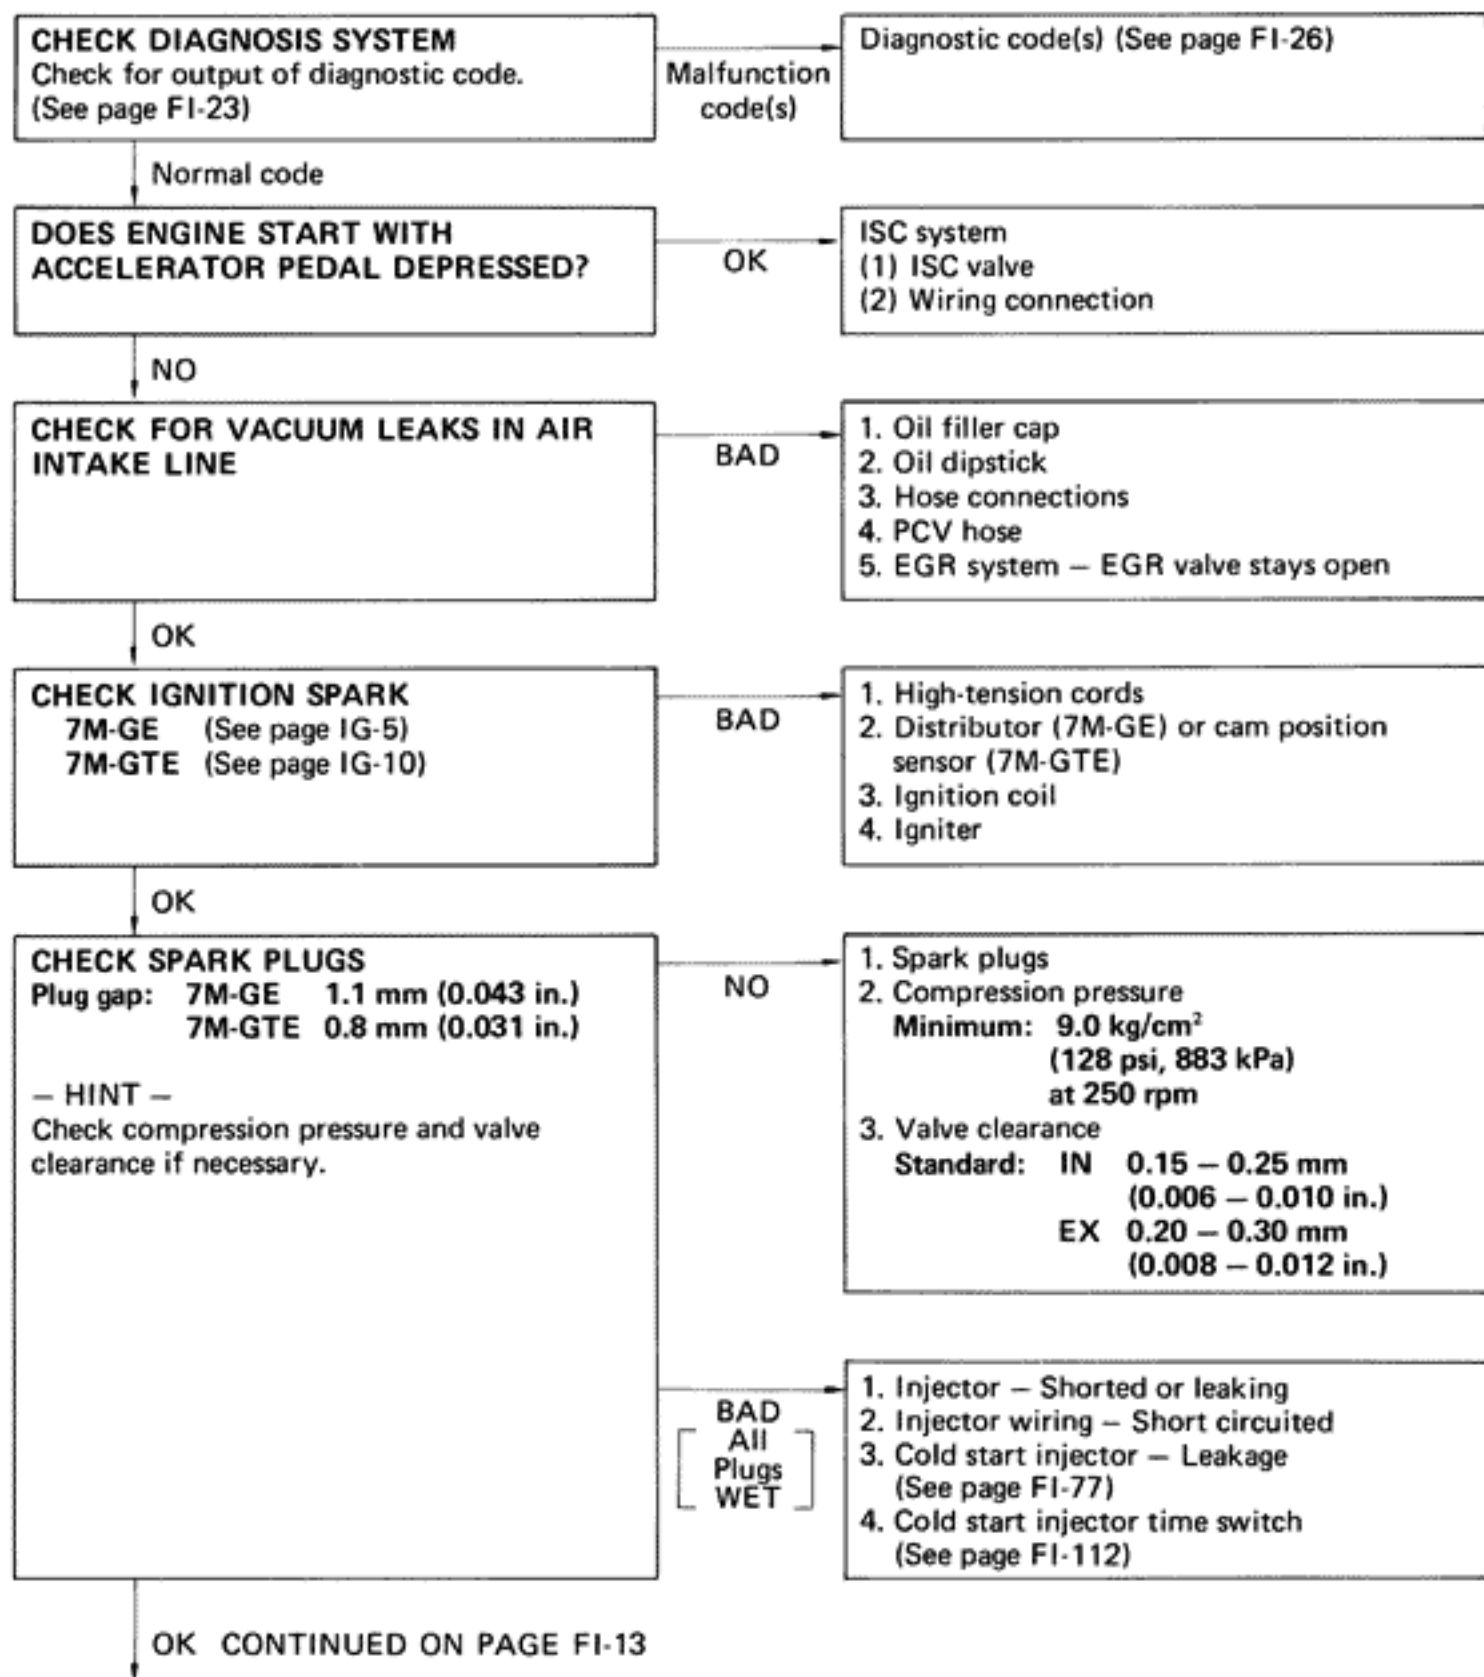 CHECK DIAGNOSIS SYSTEM
Check for output of diagnostic code.
(See page FI-23)
Malfunction
code(s)
Diagnostic code(s) (See page FI-26)
Normal code
DOES ENGINE START WITH
ACCELERATOR PEDAL DEPRESSED?
OK
ISC system
(1) ISC valve
(2) Wiring connection
NO
CHECK FOR VACUUM LEAKS IN AIR
INTAKE LINE
BAD
1. Oil filler cap
2. Oil dipstick
3. Hose connections
4. PCV hose
5. EGR system — EGR valve stays open
OK
CHECK IGNITION SPARK
7M-GE (See page IG-5)
7M-GTE (See page IG-10)
BAD
1. High-tension cords
2. Distributor (7M-GE) or cam position
sensor (7M-GTE)
3. Ignition coil
4. Igniter
OK
CHECK SPARK PLUGS
Plug gap: 7M-GE 1.1 mm (0.043 in.)
7M-GTE 0.8 mm (0.031 in.)
— HINT —
Check compression pressure and valve
clearance if necessary.
NO
1. Spark plugs
2. Compression pressure
Minimum: 9.0 kg/cm²
(128 psi, 883 kPa)
at 250 rpm
3. Valve clearance
Standard: IN 0.15 — 0.25 mm
(0.006 — 0.010 in.)
EX 0.20 — 0.30 mm
(0.008 — 0.012 in.)
BAD
All
Plugs
WET
1. Injector — Shorted or leaking
2. Injector wiring — Short circuited
3. Cold start injector — Leakage
(See page FI-77)
4. Cold start injector time switch
(See page FI-112)
OK CONTINUED ON PAGE FI-13